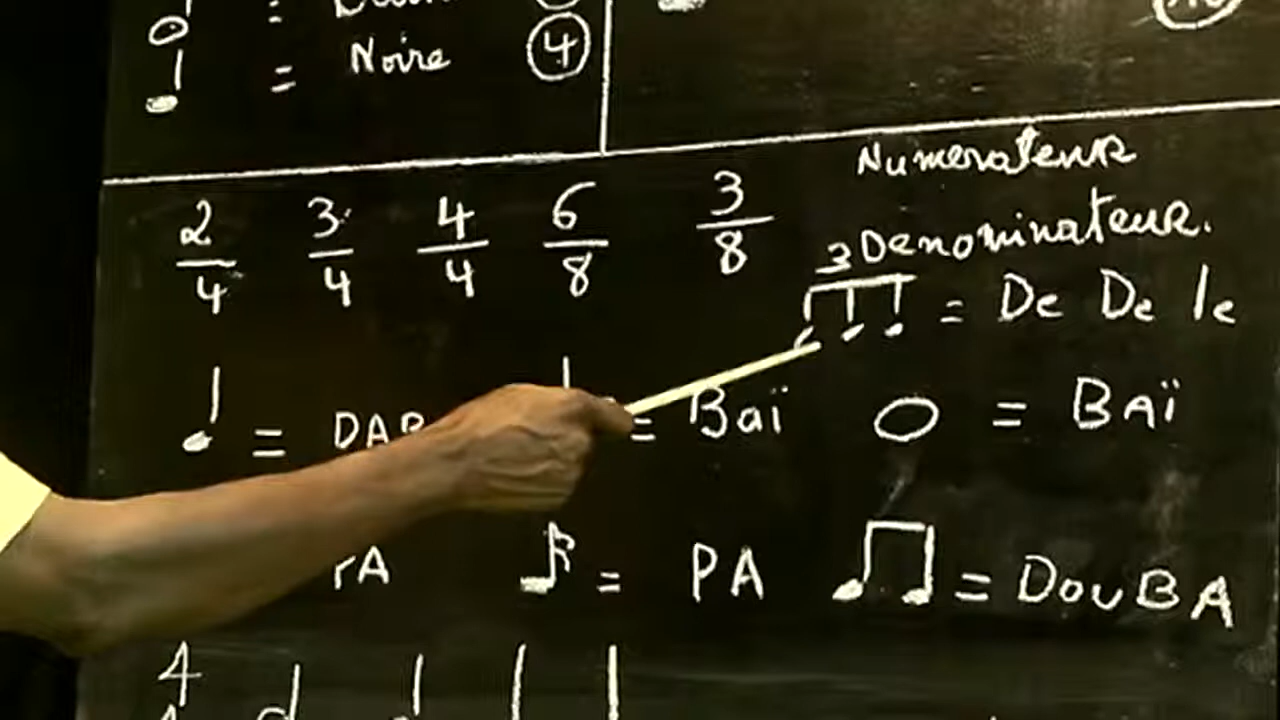 = Noire 4
Numerateur
2/4 3/4 4/4 6/8 3/8
3 Denominateur.
= De De le
= = Baï = BAï
= PA = DouBA
4